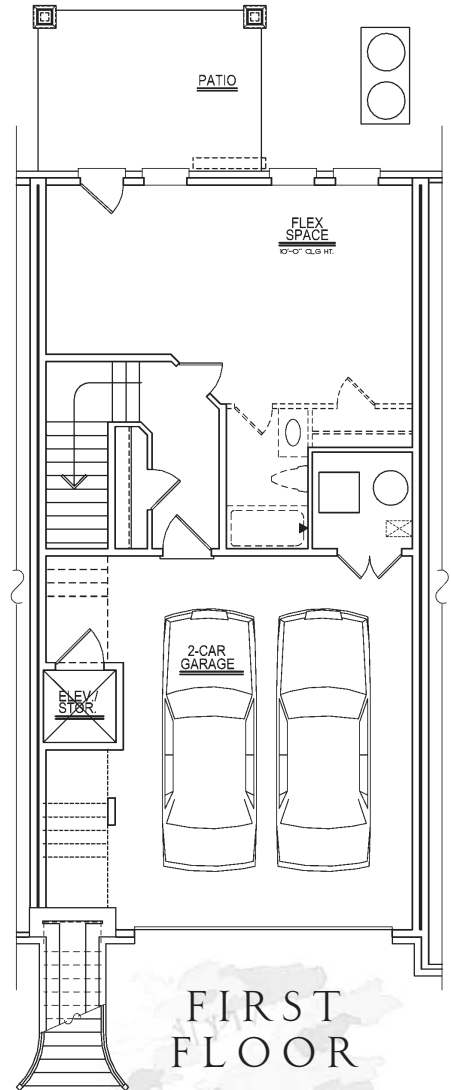 PATIO
FLEX
SPACE
10'-0" CLG HT.
2-CAR
GARAGE
ELEV./
STOR.
FIRST
FLOOR